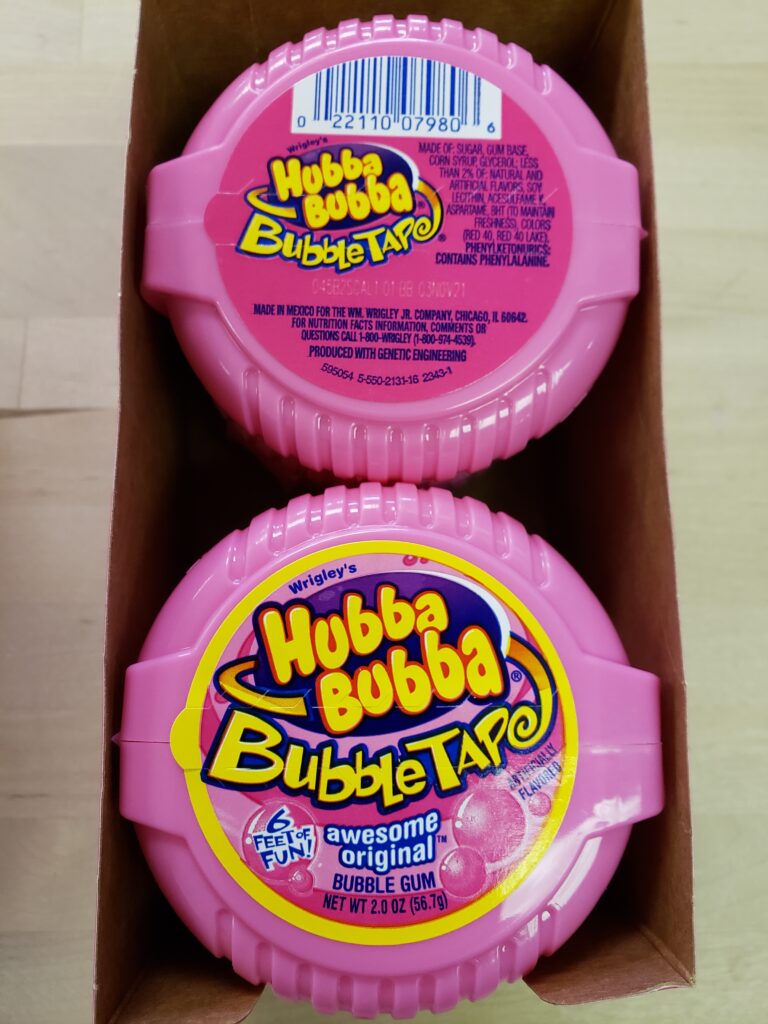 0 22110 07980 6
Wrigley's
Hubba
Bubba
BubbleTape®
MADE OF: SUGAR, GUM BASE,
CORN SYRUP, GLYCEROL; LESS
THAN 2% OF: NATURAL AND
ARTIFICIAL FLAVORS, SOY
LECITHIN, ACESULFAME K,
ASPARTAME, BHT (TO MAINTAIN
FRESHNESS), COLORS
(RED 40, RED 40 LAKE).
PHENYLKETONURICS:
CONTAINS PHENYLALANINE.
BB 03NOV21
MADE IN MEXICO FOR THE WM. WRIGLEY JR. COMPANY, CHICAGO, IL 60642.
FOR NUTRITION FACTS INFORMATION, COMMENTS OR
QUESTIONS CALL 1-800-WRIGLEY (1-800-974-4539).
PRODUCED WITH GENETIC ENGINEERING
595054 5-550-2131-16 2343-1
Wrigley's
Hubba
Bubba®
BubbleTape
ARTIFICIALLY
FLAVORED
6
FEET OF
FUN!
awesome
original™
BUBBLE GUM
NET WT 2.0 OZ (56.7g)